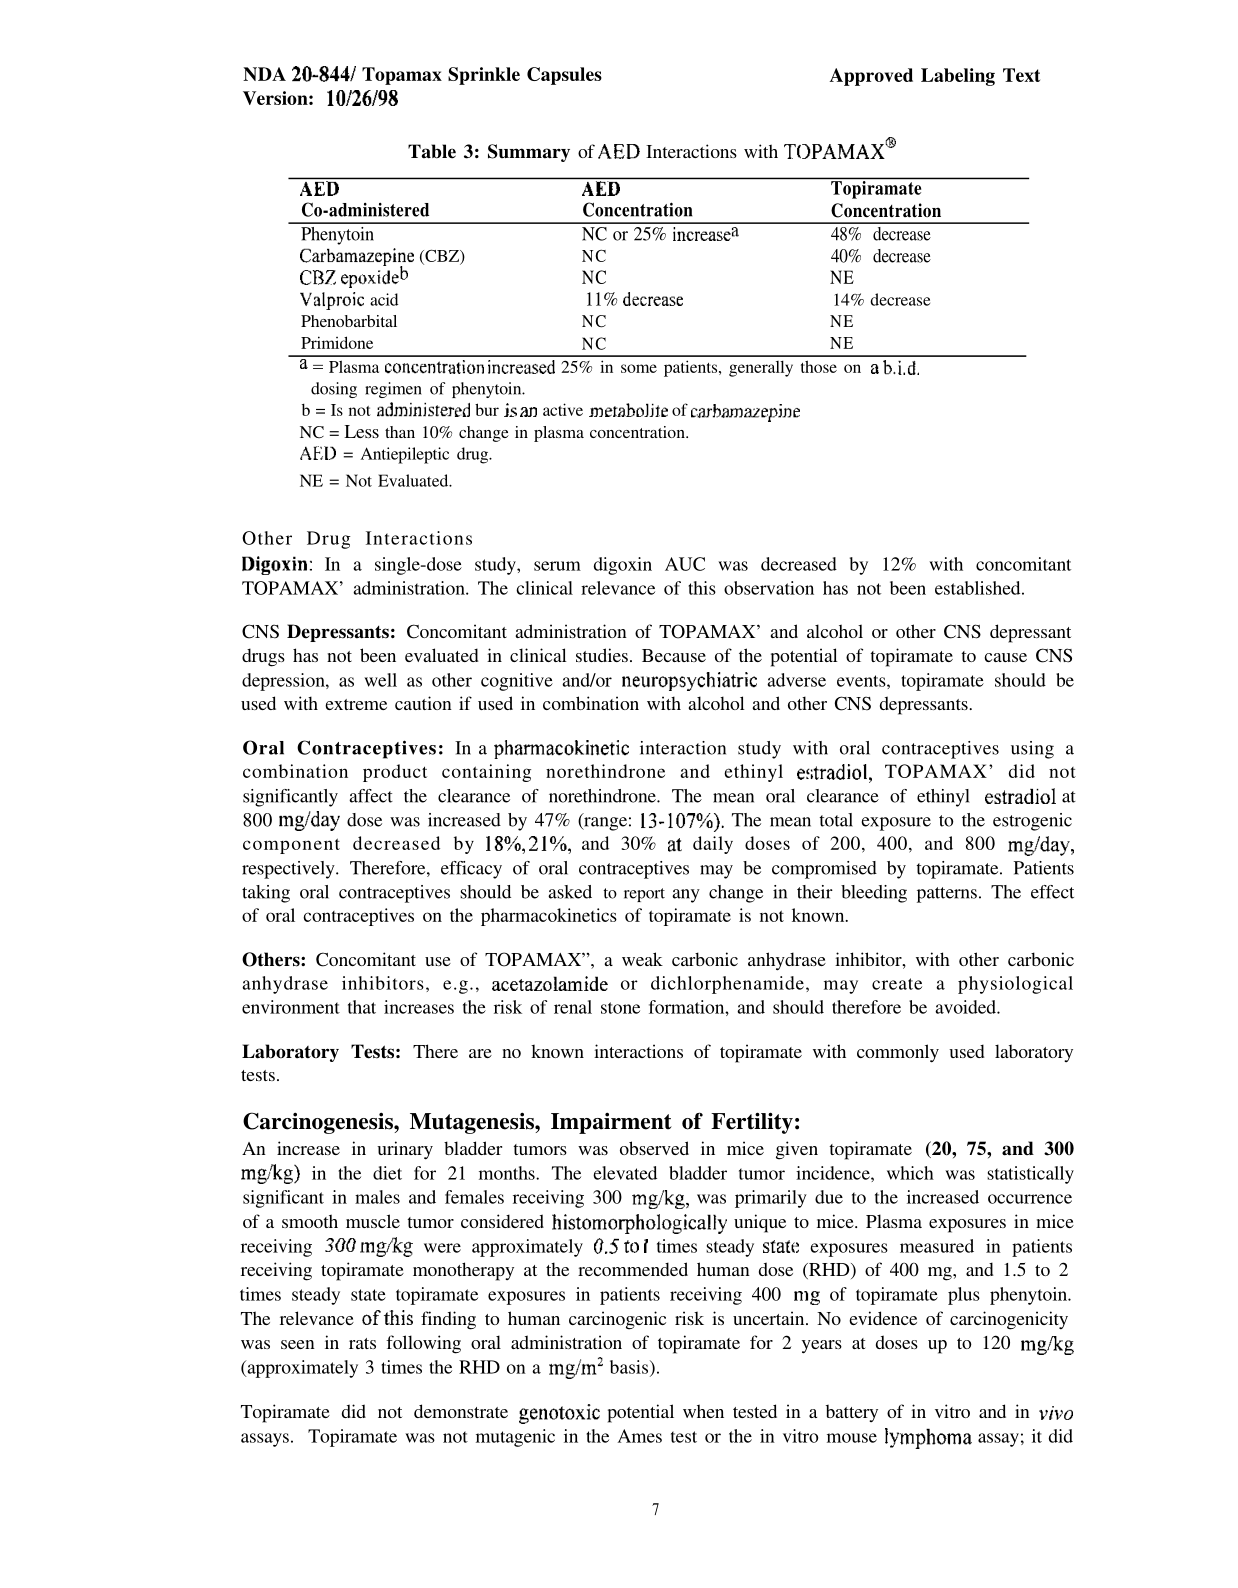 NDA 20-844/ Topamax Sprinkle Capsules Approved Labeling Text
Version: 10/26/98
Table 3: Summary of AED Interactions with TOPAMAX®
AED AED Topiramate
Co-administered Concentration Concentration
Phenytoin NC or 25% increaseᵃ 48% decrease
Carbamazepine (CBZ) NC 40% decrease
CBZ epoxideᵇ NC NE
Valproic acid 11% decrease 14% decrease
Phenobarbital NC NE
Primidone NC NE
a = Plasma concentration increased 25% in some patients, generally those on a b.i.d.
dosing regimen of phenytoin.
b = Is not administered bur is an active metabolite of carbamazepine
NC = Less than 10% change in plasma concentration.
AED = Antiepileptic drug.
NE = Not Evaluated.
Other Drug Interactions
Digoxin: In a single-dose study, serum digoxin AUC was decreased by 12% with concomitant
TOPAMAX’ administration. The clinical relevance of this observation has not been established.
CNS Depressants: Concomitant administration of TOPAMAX’ and alcohol or other CNS depressant
drugs has not been evaluated in clinical studies. Because of the potential of topiramate to cause CNS
depression, as well as other cognitive and/or neuropsychiatric adverse events, topiramate should be
used with extreme caution if used in combination with alcohol and other CNS depressants.
Oral Contraceptives: In a pharmacokinetic interaction study with oral contraceptives using a
combination product containing norethindrone and ethinyl estradiol, TOPAMAX’ did not
significantly affect the clearance of norethindrone. The mean oral clearance of ethinyl estradiol at
800 mg/day dose was increased by 47% (range: 13-107%). The mean total exposure to the estrogenic
component decreased by 18%, 21%, and 30% at daily doses of 200, 400, and 800 mg/day,
respectively. Therefore, efficacy of oral contraceptives may be compromised by topiramate. Patients
taking oral contraceptives should be asked to report any change in their bleeding patterns. The effect
of oral contraceptives on the pharmacokinetics of topiramate is not known.
Others: Concomitant use of TOPAMAX”, a weak carbonic anhydrase inhibitor, with other carbonic
anhydrase inhibitors, e.g., acetazolamide or dichlorphenamide, may create a physiological
environment that increases the risk of renal stone formation, and should therefore be avoided.
Laboratory Tests: There are no known interactions of topiramate with commonly used laboratory
tests.
Carcinogenesis, Mutagenesis, Impairment of Fertility:
An increase in urinary bladder tumors was observed in mice given topiramate (20, 75, and 300
mg/kg) in the diet for 21 months. The elevated bladder tumor incidence, which was statistically
significant in males and females receiving 300 mg/kg, was primarily due to the increased occurrence
of a smooth muscle tumor considered histomorphologically unique to mice. Plasma exposures in mice
receiving 300 mg/kg were approximately 0.5 to 1 times steady state exposures measured in patients
receiving topiramate monotherapy at the recommended human dose (RHD) of 400 mg, and 1.5 to 2
times steady state topiramate exposures in patients receiving 400 mg of topiramate plus phenytoin.
The relevance of this finding to human carcinogenic risk is uncertain. No evidence of carcinogenicity
was seen in rats following oral administration of topiramate for 2 years at doses up to 120 mg/kg
(approximately 3 times the RHD on a mg/m² basis).
Topiramate did not demonstrate genotoxic potential when tested in a battery of in vitro and in vivo
assays. Topiramate was not mutagenic in the Ames test or the in vitro mouse lymphoma assay; it did
7